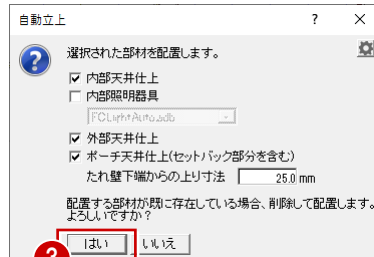 自動立上
? ×
選択された部材を配置します。
内部天井仕上
内部照明器具
FCLightAuto.sdb
外部天井仕上
ポーチ天井仕上(セットバック部分を含む)
たれ壁下端からの上り寸法 25.0 mm
配置する部材が既に存在している場合、削除して配置します。
よろしいですか？
はい いいえ